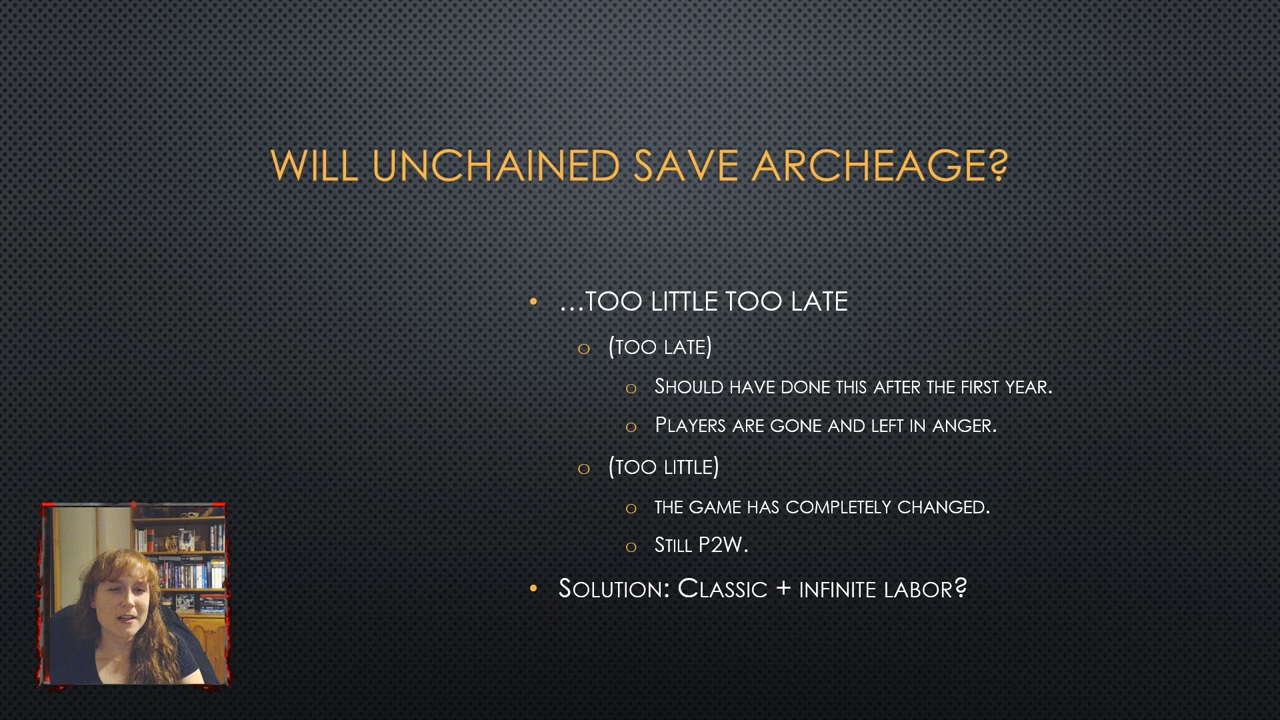 WILL UNCHAINED SAVE ARCHEAGE?
• …TOO LITTLE TOO LATE
o (TOO LATE)
o SHOULD HAVE DONE THIS AFTER THE FIRST YEAR.
o PLAYERS ARE GONE AND LEFT IN ANGER.
o (TOO LITTLE)
o THE GAME HAS COMPLETELY CHANGED.
o STILL P2W.
• SOLUTION: CLASSIC + INFINITE LABOR?